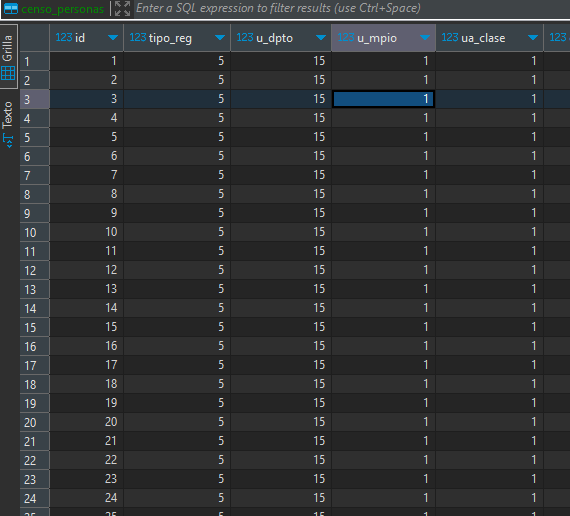 censo_personas Enter a SQL expression to filter results (use Ctrl+Space)
Grilla
Texto
123 id 123 tipo_reg 123 u_dpto 123 u_mpio 123 ua_clase
1 1 5 15 1 1
2 2 5 15 1 1
3 3 5 15 1 1
4 4 5 15 1 1
5 5 5 15 1 1
6 6 5 15 1 1
7 7 5 15 1 1
8 8 5 15 1 1
9 9 5 15 1 1
10 10 5 15 1 1
11 11 5 15 1 1
12 12 5 15 1 1
13 13 5 15 1 1
14 14 5 15 1 1
15 15 5 15 1 1
16 16 5 15 1 1
17 17 5 15 1 1
18 18 5 15 1 1
19 19 5 15 1 1
20 20 5 15 1 1
21 21 5 15 1 1
22 22 5 15 1 1
23 23 5 15 1 1
24 24 5 15 1 1